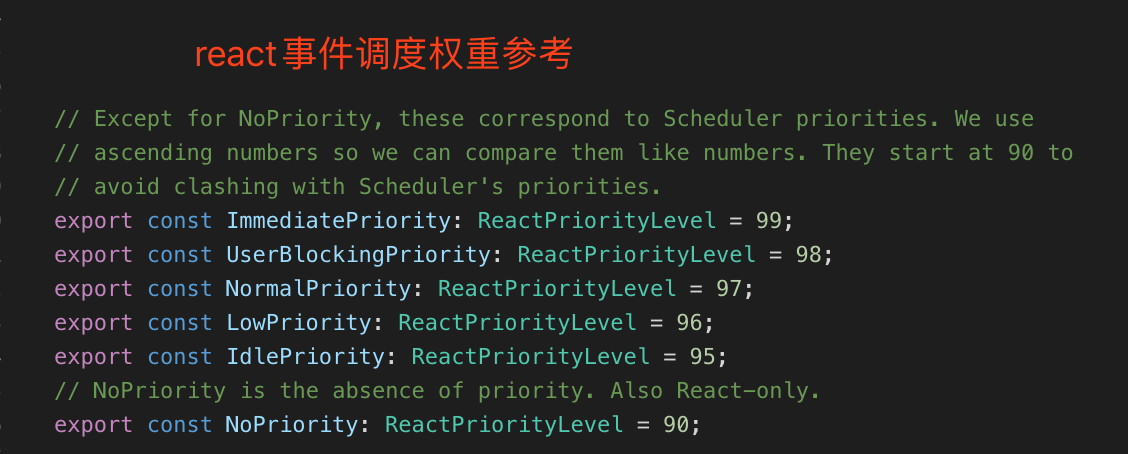 react事件调度权重参考
// Except for NoPriority, these correspond to Scheduler priorities. We use
// ascending numbers so we can compare them like numbers. They start at 90 to
// avoid clashing with Scheduler's priorities.
export const ImmediatePriority: ReactPriorityLevel = 99;
export const UserBlockingPriority: ReactPriorityLevel = 98;
export const NormalPriority: ReactPriorityLevel = 97;
export const LowPriority: ReactPriorityLevel = 96;
export const IdlePriority: ReactPriorityLevel = 95;
// NoPriority is the absence of priority. Also React-only.
export const NoPriority: ReactPriorityLevel = 90;